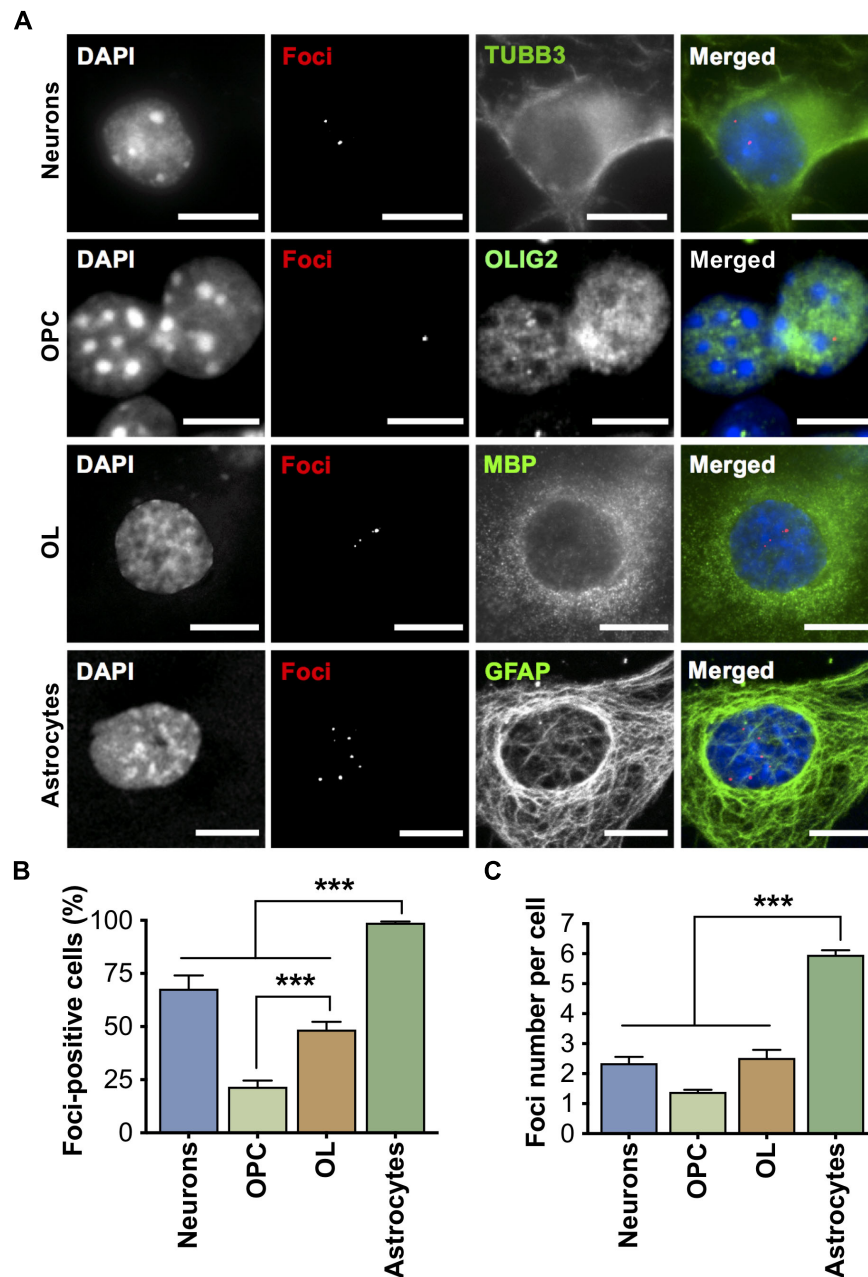 A
Neurons
DAPI
Foci
TUBB3
Merged
OPC
DAPI
Foci
OLIG2
Merged
OL
DAPI
Foci
MBP
Merged
Astrocytes
DAPI
Foci
GFAP
Merged
B
Foci-positive cells (%)
100
75
50
25
0
***
***
Neurons
OPC
OL
Astrocytes
C
Foci number per cell
7
6
5
4
3
2
1
0
***
Neurons
OPC
OL
Astrocytes